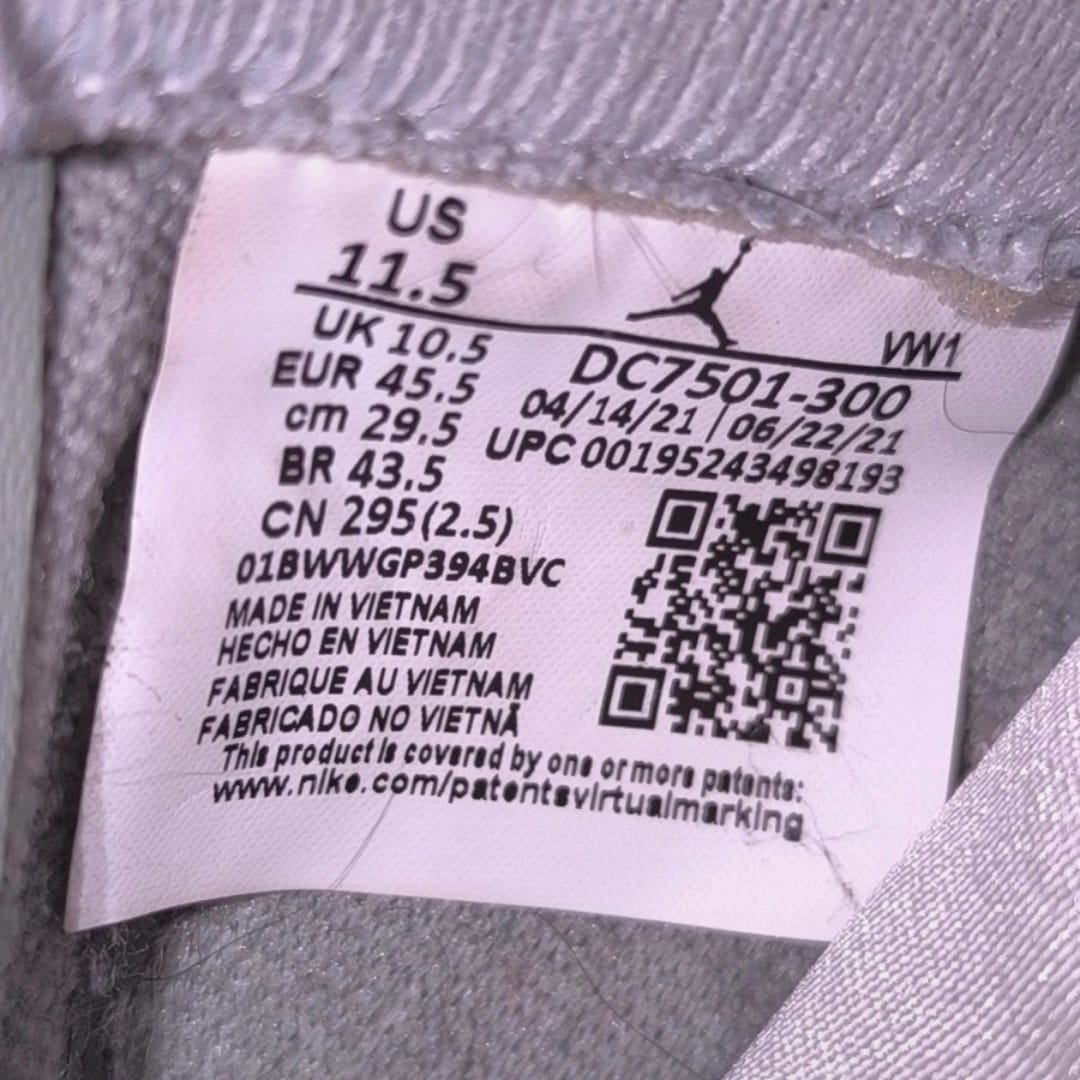 US
11.5
VW1
UK 10.5
EUR 45.5
cm 29.5
BR 43.5
CN 295(2.5)
DC7501-300
04/14/21 | 06/22/21
UPC 00195243498193
01BWWGP394BVC
MADE IN VIETNAM
HECHO EN VIETNAM
FABRIQUE AU VIETNAM
FABRICADO NO VIETNÃ
This product is covered by one or more patents:
www.nike.com/patentsvirtualmarking